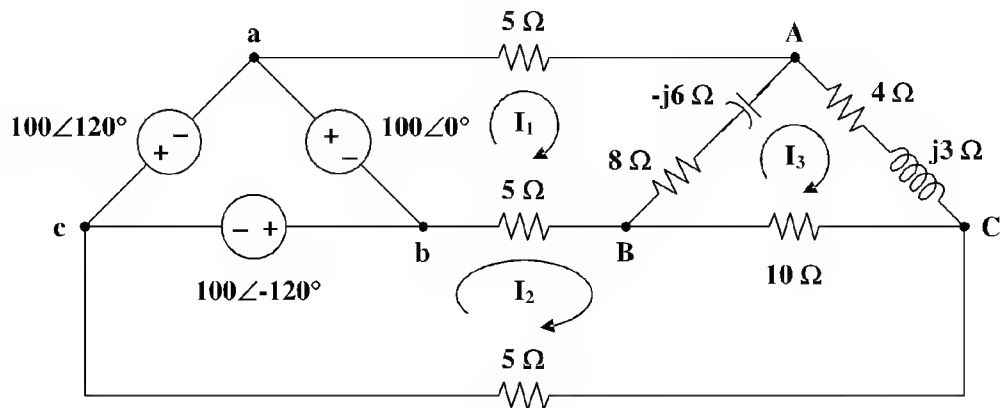 5 Ω
a
A
100∠120°
− +
+ −
100∠0°
I₁
-j6 Ω
4 Ω
I₃
j3 Ω
8 Ω
5 Ω
c
− +
b
B
C
100∠-120°
10 Ω
I₂
5 Ω